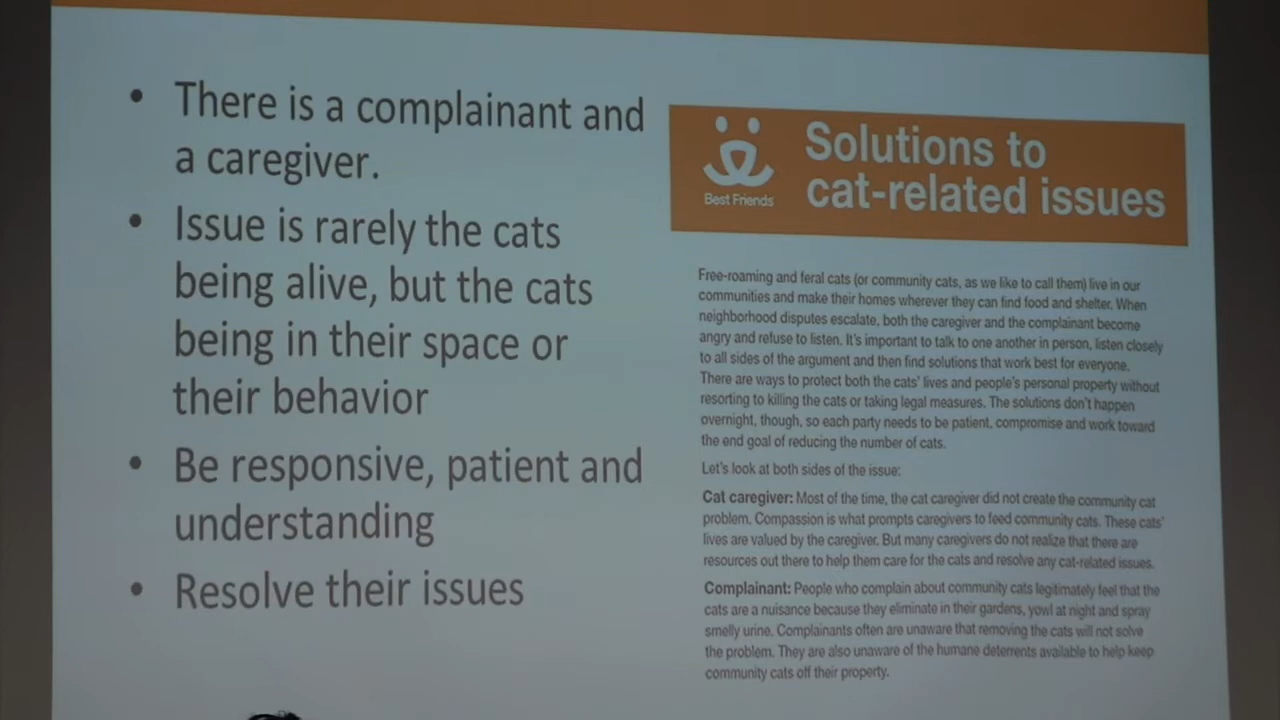 • There is a complainant and
a caregiver.
• Issue is rarely the cats
being alive, but the cats
being in their space or
their behavior
• Be responsive, patient and
understanding
• Resolve their issues
Best Friends
Solutions to
cat-related issues
Free-roaming and feral cats (or community cats, as we like to call them) live in our
communities and make their homes wherever they can find food and shelter. When
neighborhood disputes escalate, both the caregiver and the complainant become
angry and refuse to listen. It's important to talk to one another in person, listen closely
to all sides of the argument and then find solutions that work best for everyone.
There are ways to protect both the cats' lives and people's personal property without
resorting to killing the cats or taking legal measures. The solutions don't happen
overnight, though, so each party needs to be patient, compromise and work toward
the end goal of reducing the number of cats.
Let's look at both sides of the issue:
Cat caregiver: Most of the time, the cat caregiver did not create the community cat
problem. Compassion is what prompts caregivers to feed community cats. These cats'
lives are valued by the caregiver. But many caregivers do not realize that there are
resources out there to help them care for the cats and resolve any cat-related issues.
Complainant: People who complain about community cats legitimately feel that the
cats are a nuisance because they eliminate in their gardens, yowl at night and spray
smelly urine. Complainants often are unaware that removing the cats will not solve
the problem. They are also unaware of the humane deterrents available to help keep
community cats off their property.